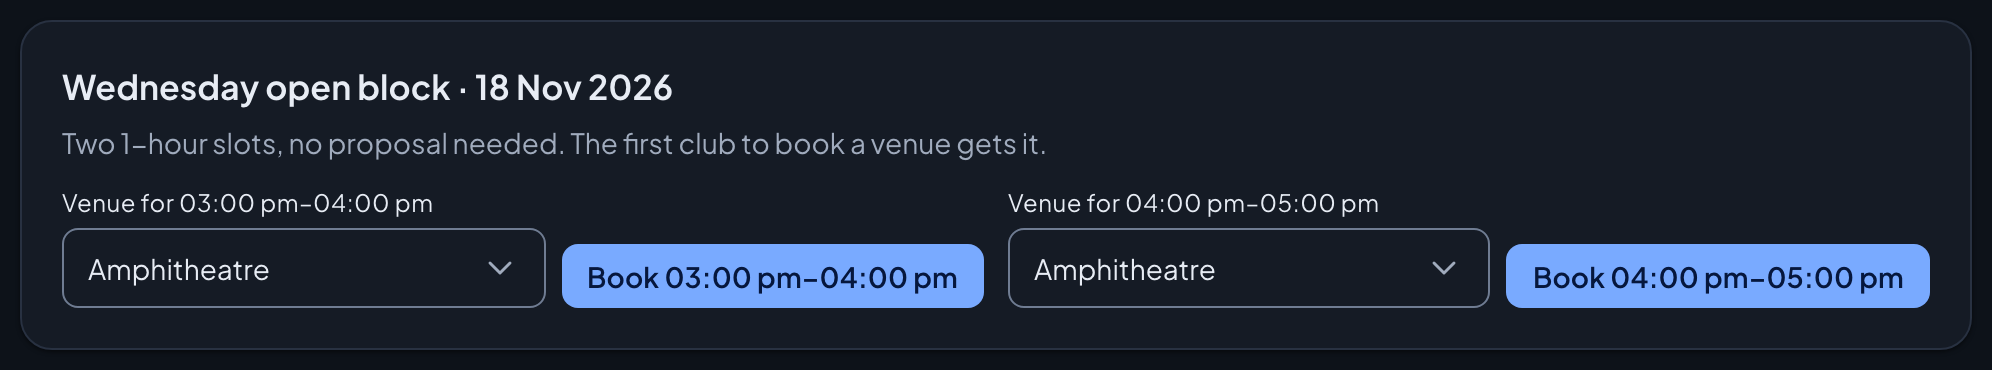 Wednesday open block · 18 Nov 2026
Two 1-hour slots, no proposal needed. The first club to book a venue gets it.
Venue for 03:00 pm–04:00 pm
Amphitheatre
Book 03:00 pm–04:00 pm
Venue for 04:00 pm–05:00 pm
Amphitheatre
Book 04:00 pm–05:00 pm